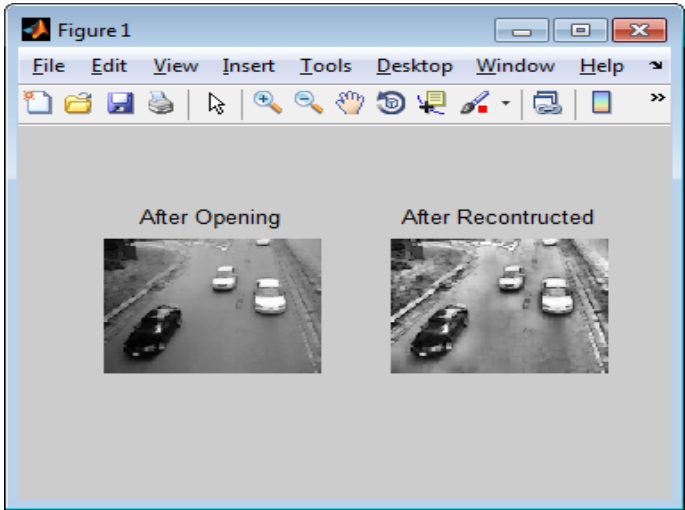 Figure 1
File Edit View Insert Tools Desktop Window Help
After Opening After Recontructed